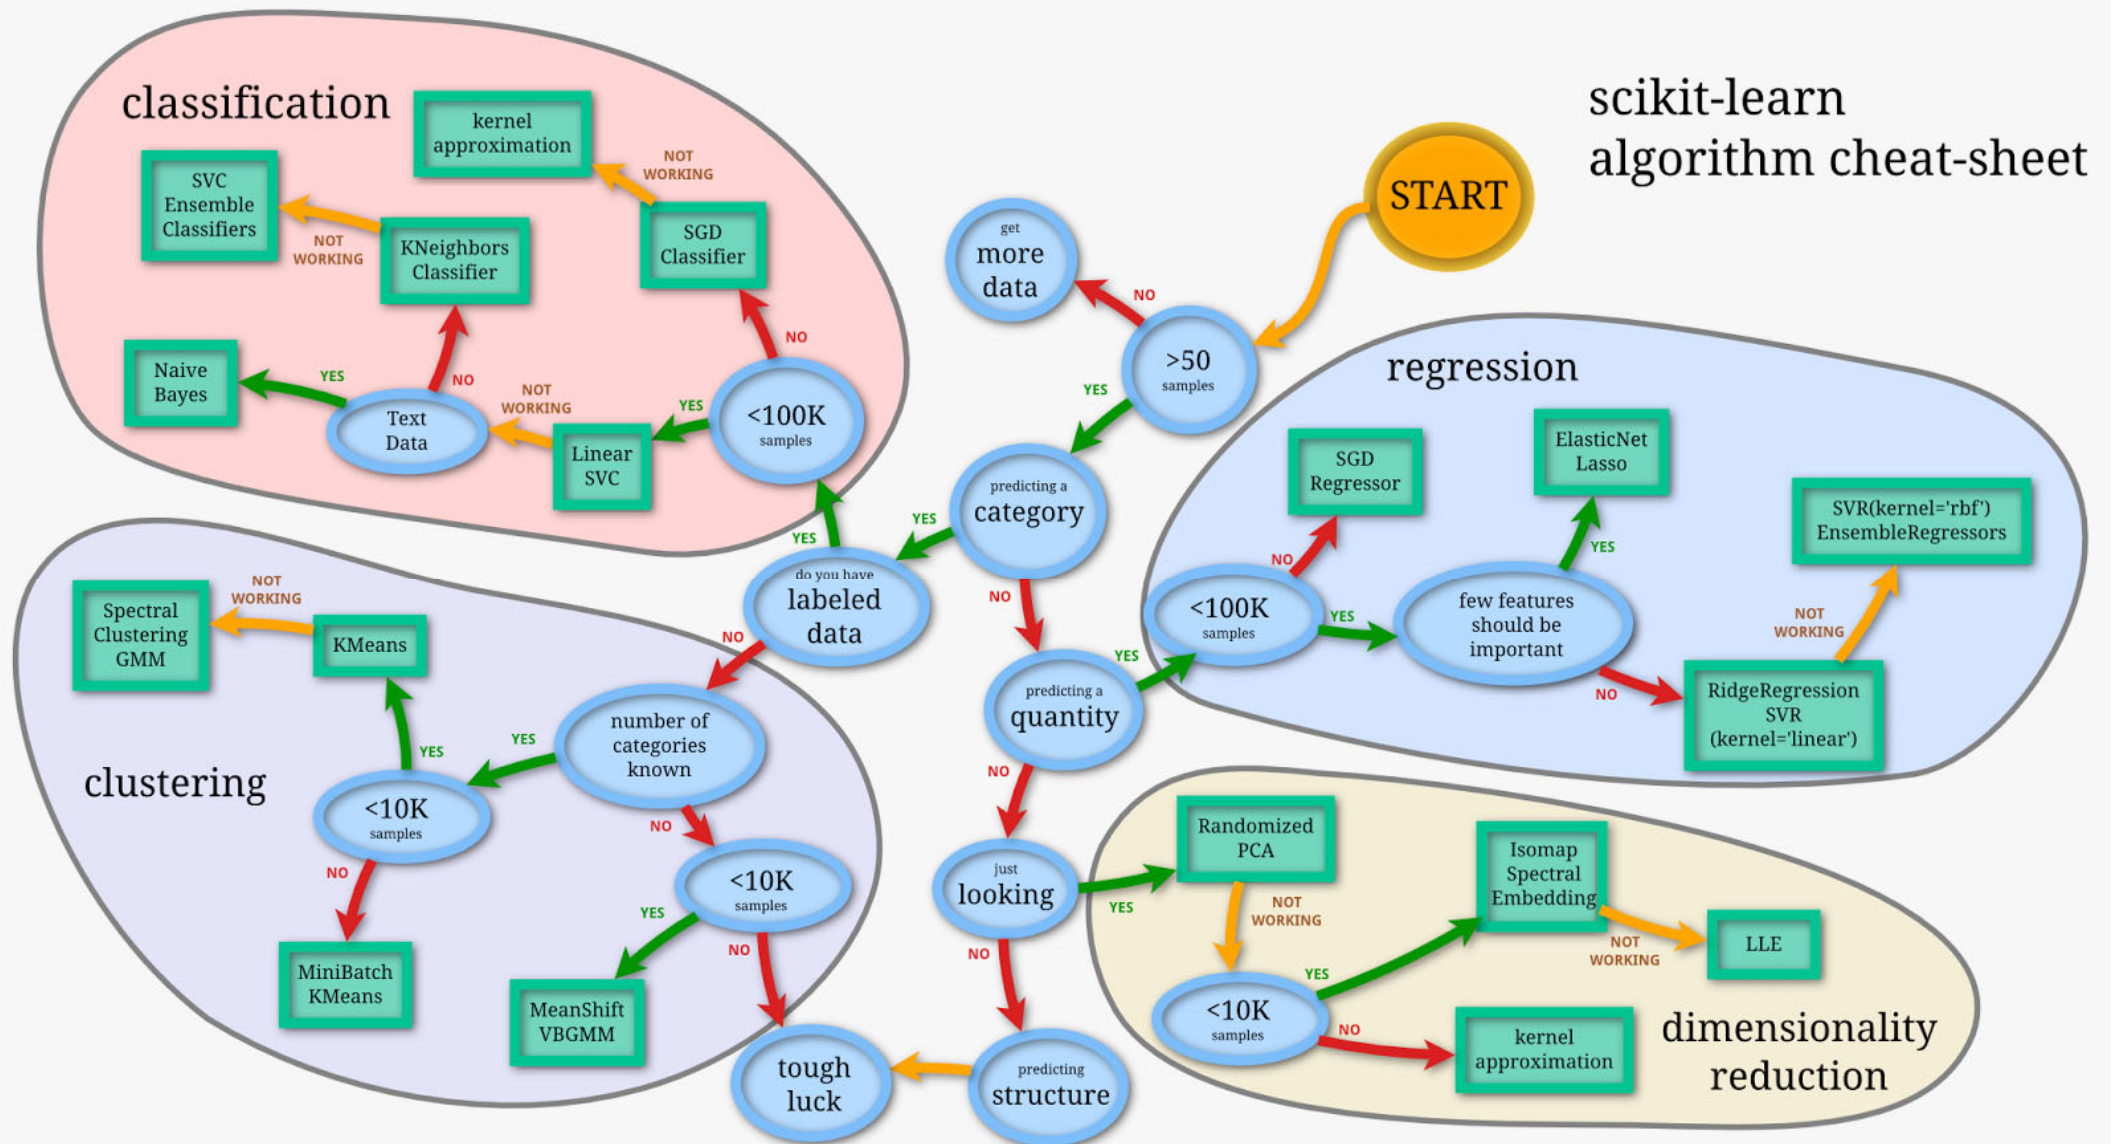 scikit-learn
algorithm cheat-sheet
START
get
more
data
NO
>50
samples
YES
predicting a
category
YES
NO
do you have
labeled
data
YES
NO
predicting a
quantity
YES
NO
just
looking
YES
NO
predicting
structure
tough
luck
classification
kernel
approximation
NOT
WORKING
SGD
Classifier
NO
<100K
samples
YES
Linear
SVC
NOT
WORKING
Text
Data
NO
YES
Naive
Bayes
KNeighbors
Classifier
NOT
WORKING
SVC
Ensemble
Classifiers
clustering
number of
categories
known
YES
NO
<10K
samples
YES
NO
KMeans
NOT
WORKING
Spectral
Clustering
GMM
MiniBatch
KMeans
<10K
samples
YES
NO
MeanShift
VBGMM
regression
<100K
samples
NO
YES
SGD
Regressor
few features
should be
important
YES
NO
ElasticNet
Lasso
RidgeRegression
SVR
(kernel='linear')
NOT
WORKING
SVR(kernel='rbf')
EnsembleRegressors
dimensionality
reduction
Randomized
PCA
NOT
WORKING
<10K
samples
YES
NO
Isomap
Spectral
Embedding
NOT
WORKING
LLE
kernel
approximation